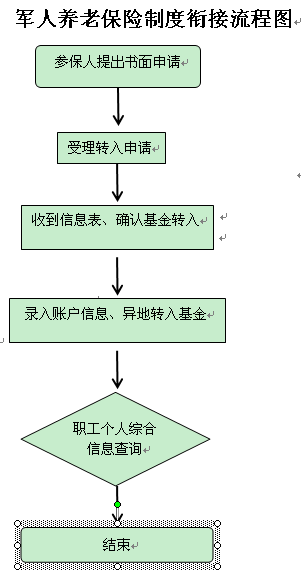 军人养老保险制度衔接流程图
参保人提出书面申请
受理转入申请
收到信息表、确认基金转入
录入账户信息、异地转入基金
职工个人综合
信息查询
结束